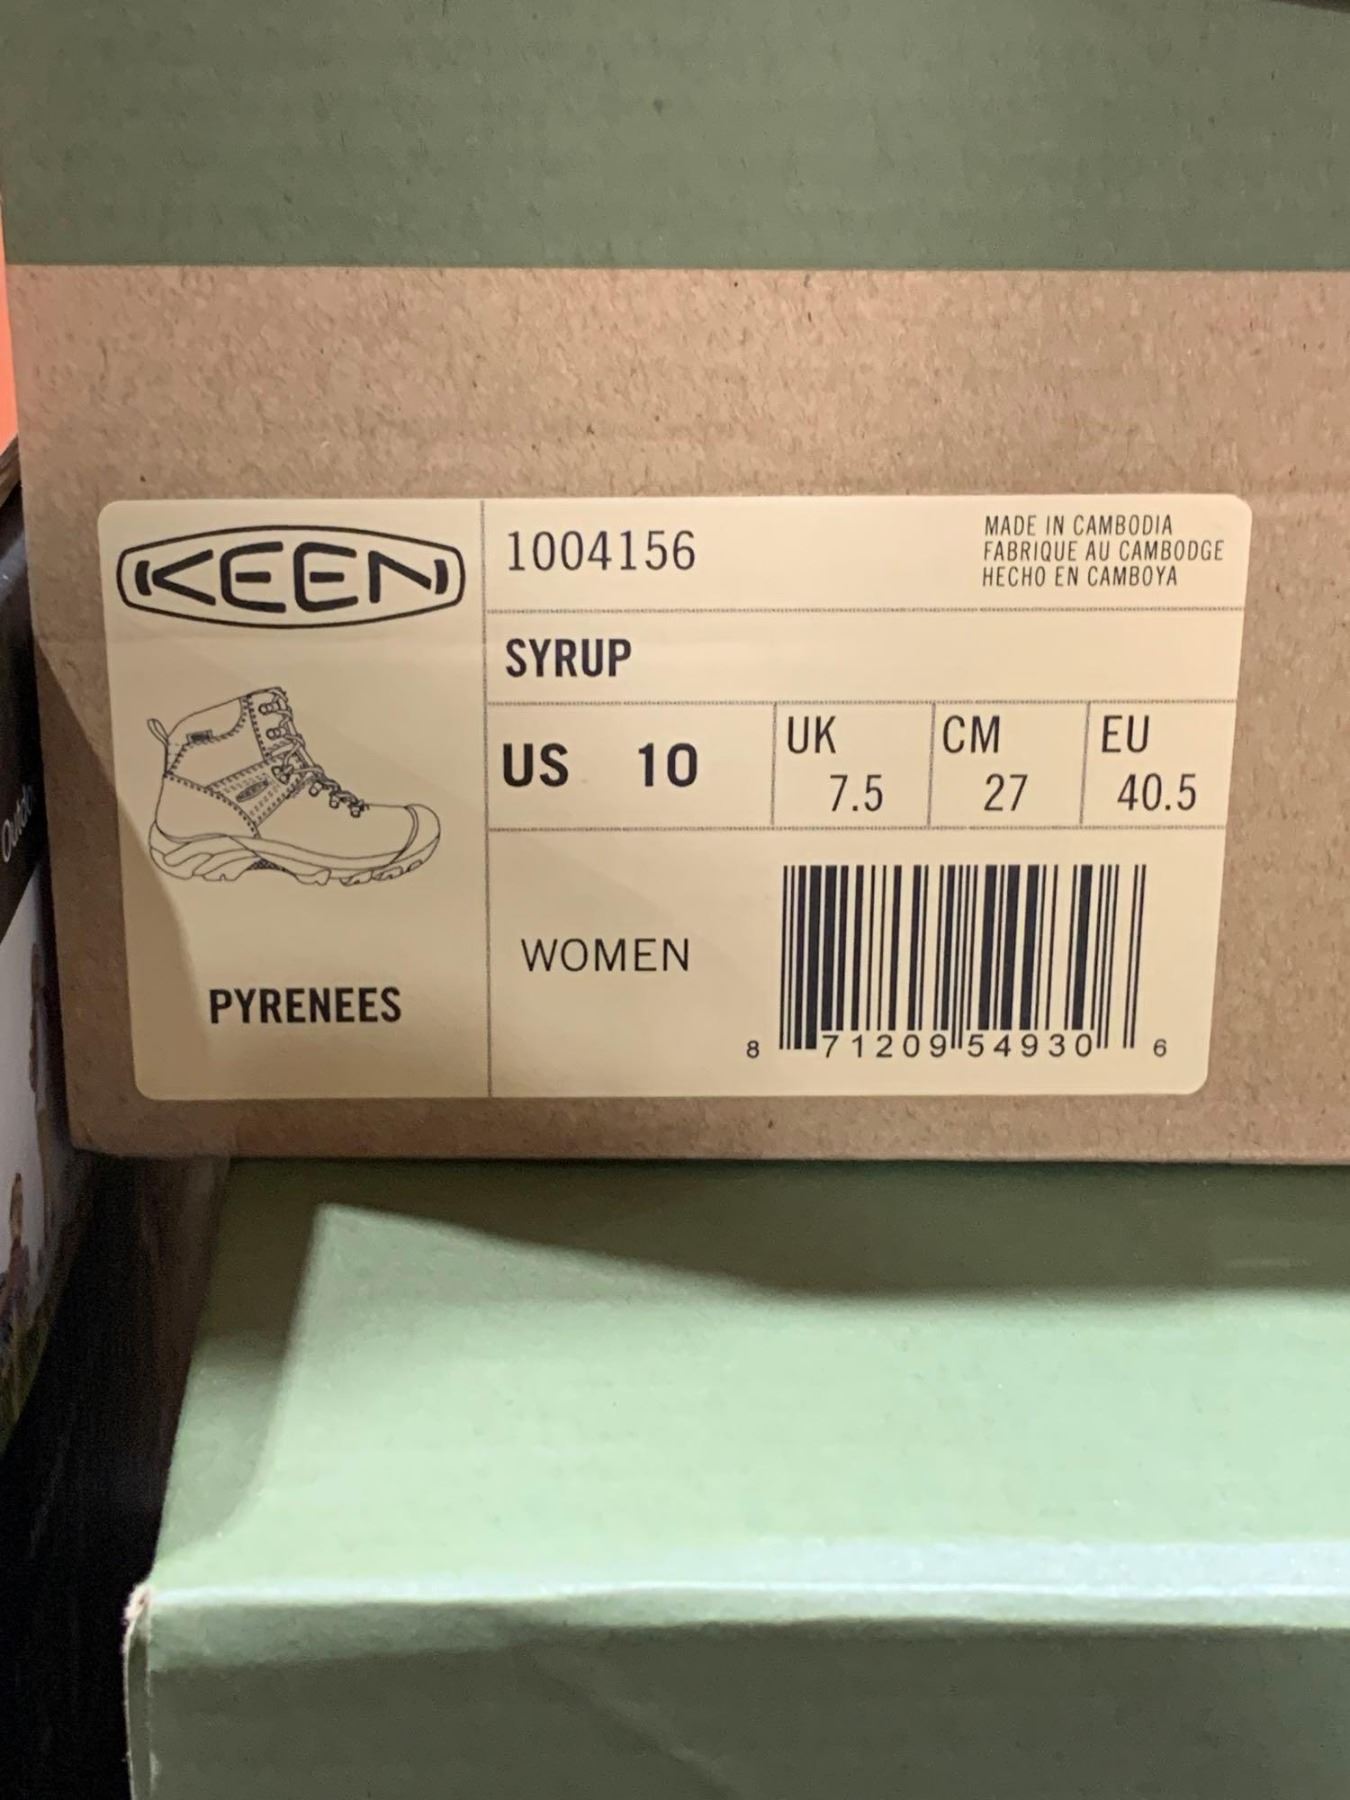 KEEN
1004156
MADE IN CAMBODIA
FABRIQUE AU CAMBODGE
HECHO EN CAMBOYA
SYRUP
US 10
UK 7.5
CM 27
EU 40.5
WOMEN
PYRENEES
8 71209 54930 6
Outdo